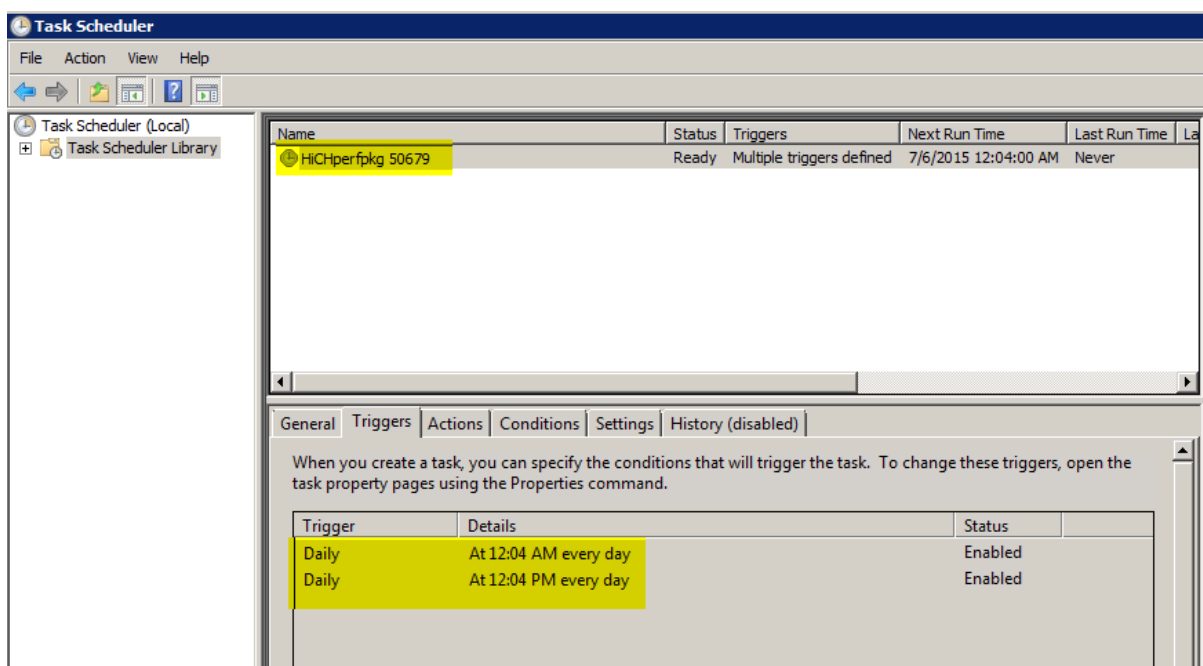 Task Scheduler
File Action View Help
Task Scheduler (Local)
Task Scheduler Library
Name Status Triggers Next Run Time Last Run Time La
HiCHperfpkg 50679 Ready Multiple triggers defined 7/6/2015 12:04:00 AM Never
General Triggers Actions Conditions Settings History (disabled)
When you create a task, you can specify the conditions that will trigger the task. To change these triggers, open the
task property pages using the Properties command.
Trigger Details Status
Daily At 12:04 AM every day Enabled
Daily At 12:04 PM every day Enabled